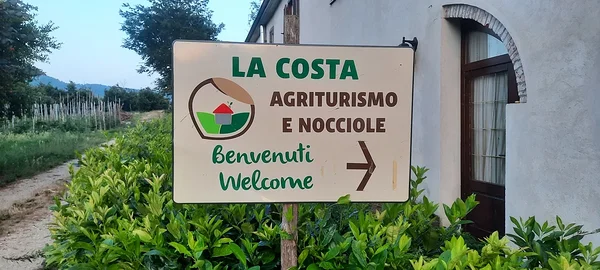 LA COSTA
AGRITURISMO
E NOCCIOLE
Benvenuti
Welcome